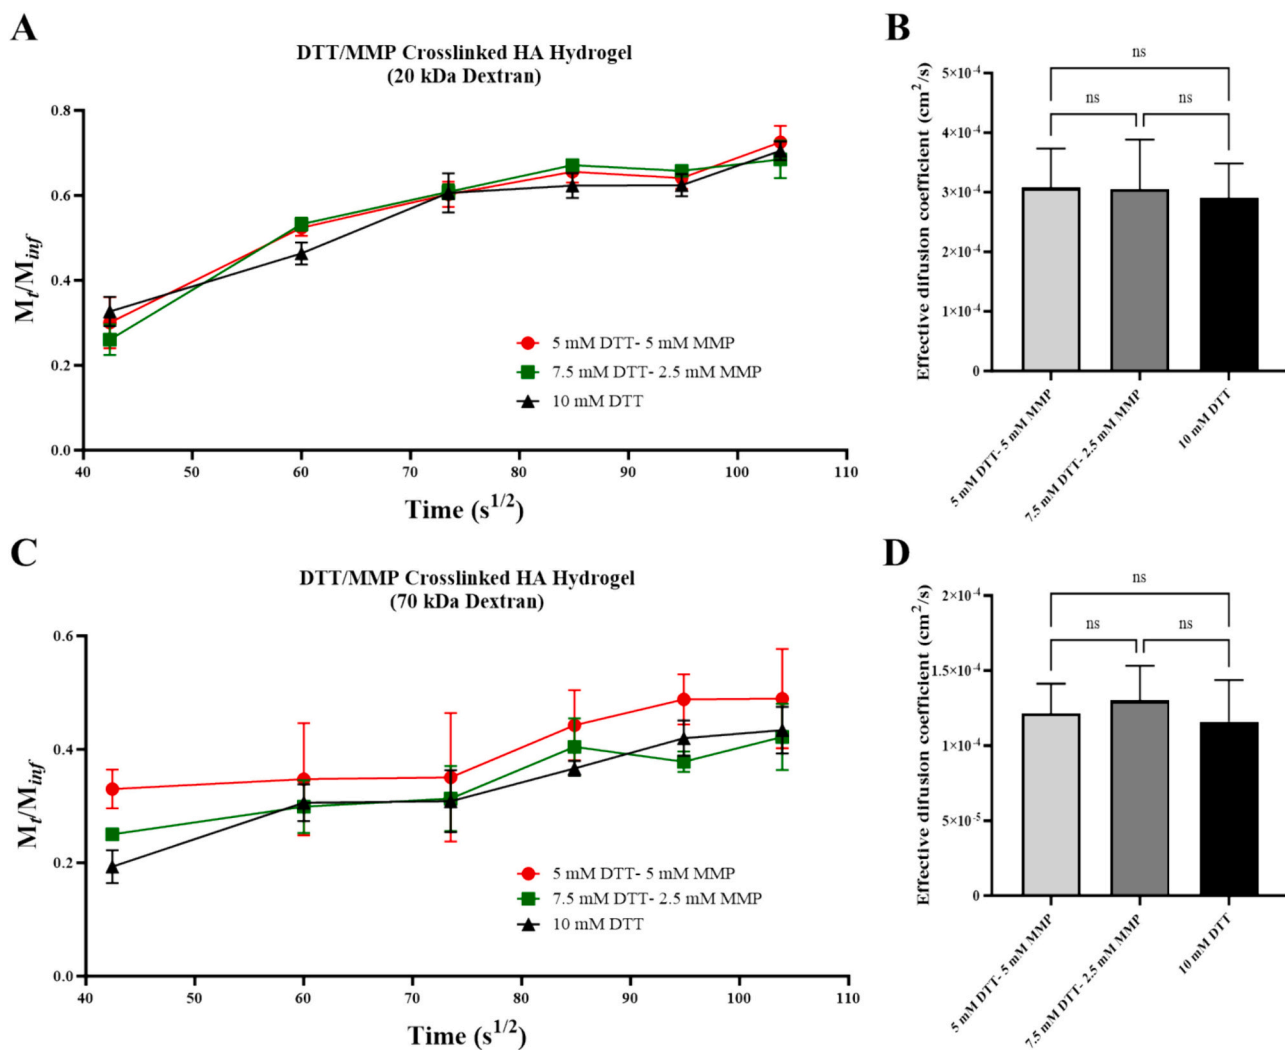 A
DTT/MMP Crosslinked HA Hydrogel
(20 kDa Dextran)
0.8
0.6
0.4
0.2
0.0
M_t/M_inf
40 50 60 70 80 90 100 110
Time (s^1/2)
5 mM DTT- 5 mM MMP
7.5 mM DTT- 2.5 mM MMP
10 mM DTT
B
ns
ns ns
5×10⁻⁴
4×10⁻⁴
3×10⁻⁴
2×10⁻⁴
1×10⁻⁴
0
Effective difusion coefficient (cm²/s)
5 mM DTT- 5 mM MMP
7.5 mM DTT- 2.5 mM MMP
10 mM DTT
C
DTT/MMP Crosslinked HA Hydrogel
(70 kDa Dextran)
0.6
0.4
0.2
0.0
M_t/M_inf
40 50 60 70 80 90 100 110
Time (s^1/2)
5 mM DTT- 5 mM MMP
7.5 mM DTT- 2.5 mM MMP
10 mM DTT
D
ns
ns ns
2×10⁻⁴
1.5×10⁻⁴
1×10⁻⁴
5×10⁻⁵
0
Effective difusion coefficient (cm²/s)
5 mM DTT- 5 mM MMP
7.5 mM DTT- 2.5 mM MMP
10 mM DTT